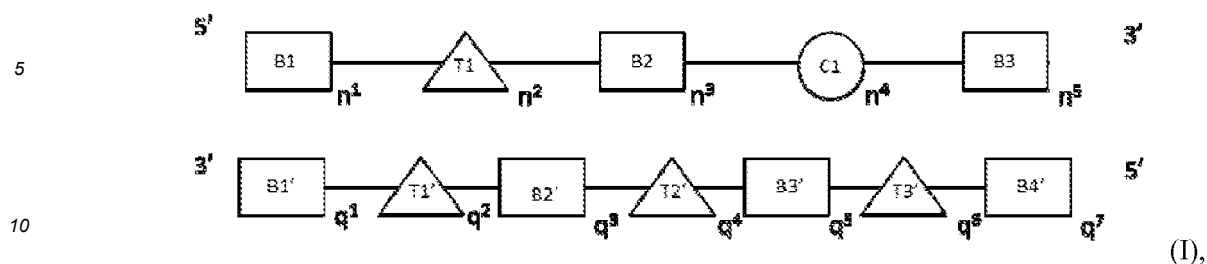 5′ B1 T1 B2 C1 B3 3′
5
n¹ n² n³ n⁴ n⁵
3′ B1′ T1′ B2′ T2′ B3′ T3′ B4′ 5′
q¹ q² q³ q⁴ q⁵ q⁶ q⁷
10
(I),